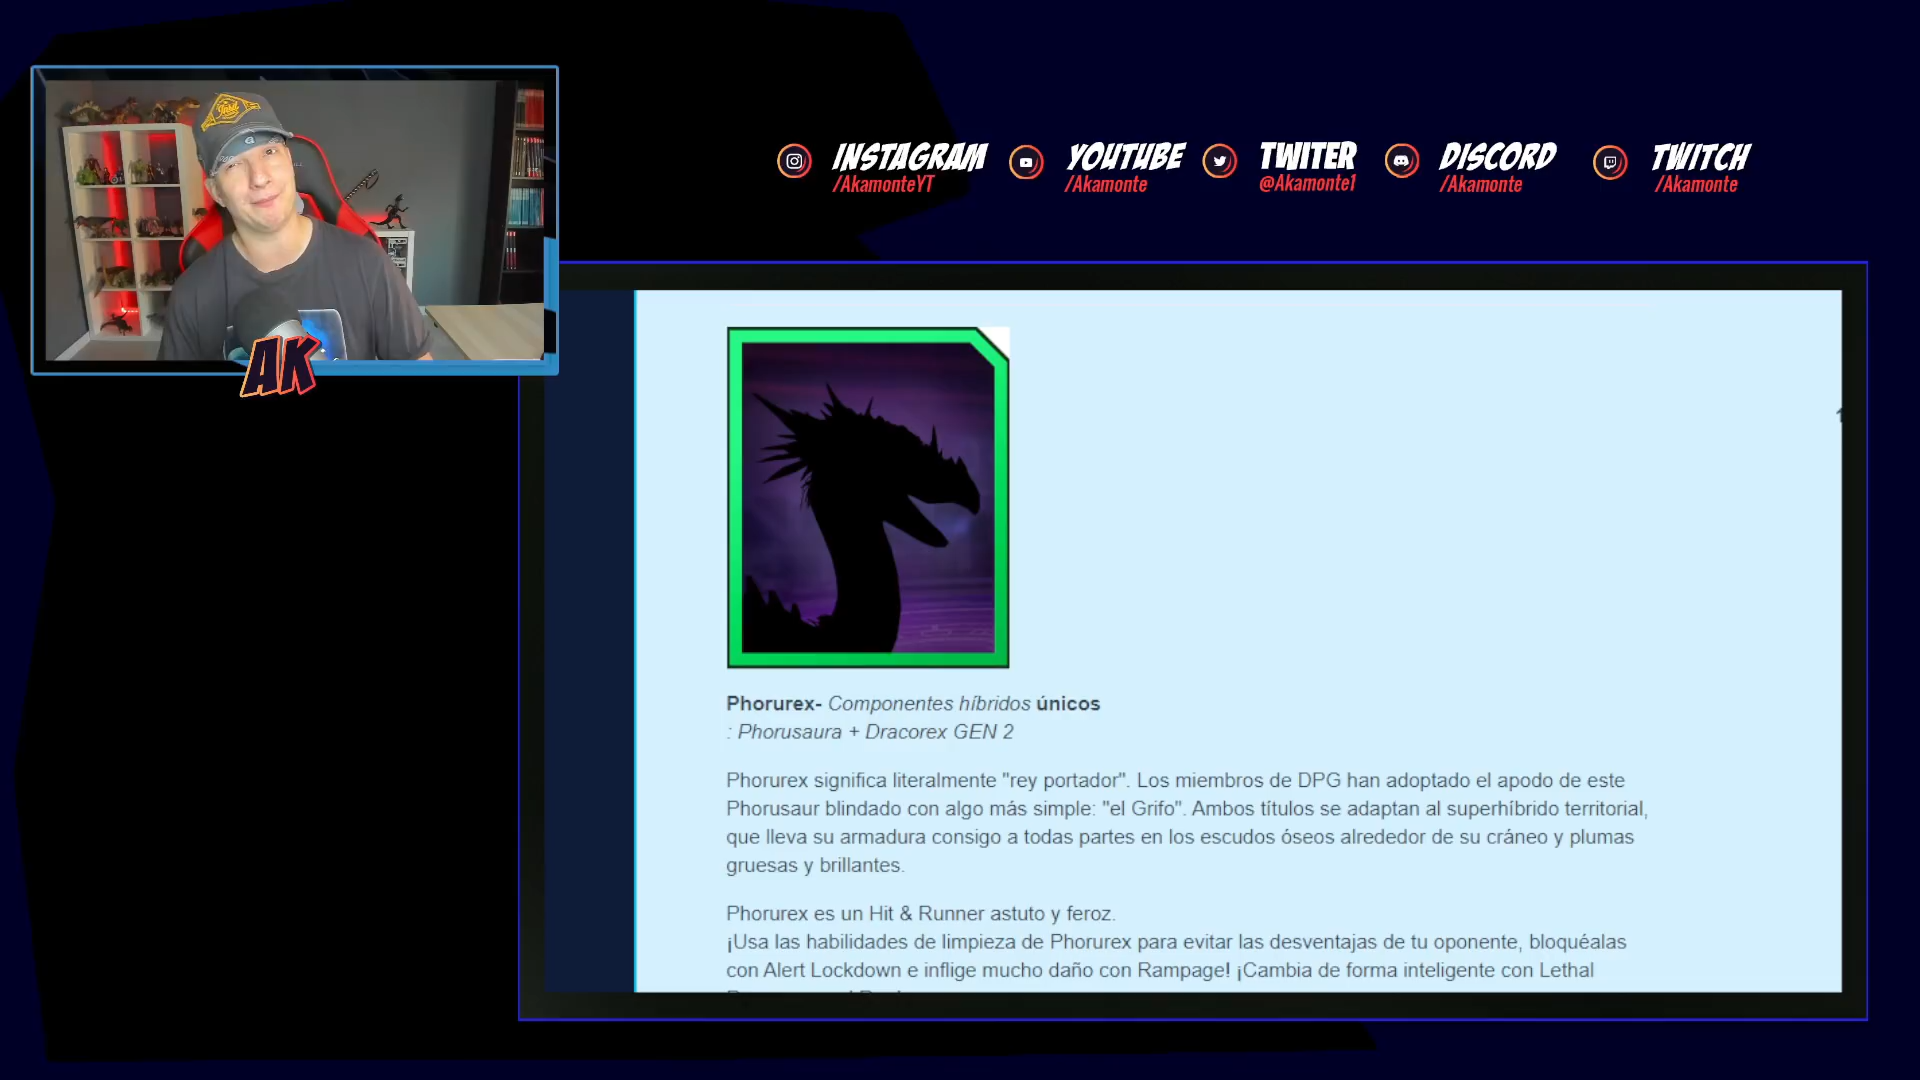 INSTAGRAM
/AkamonteYT
YOUTUBE
/Akamonte
TWITER
@Akamonte1
DISCORD
/Akamonte
TWITCH
/Akamonte
AK
Phorurex- Componentes híbridos únicos
: Phorusaura + Dracorex GEN 2
Phorurex significa literalmente "rey portador". Los miembros de DPG han adoptado el apodo de este
Phorusaur blindado con algo más simple: "el Grifo". Ambos títulos se adaptan al superhíbrido territorial,
que lleva su armadura consigo a todas partes en los escudos óseos alrededor de su cráneo y plumas
gruesas y brillantes.
Phorurex es un Hit & Runner astuto y feroz.
¡Usa las habilidades de limpieza de Phorurex para evitar las desventajas de tu oponente, bloquéalas
con Alert Lockdown e inflige mucho daño con Rampage! ¡Cambia de forma inteligente con Lethal